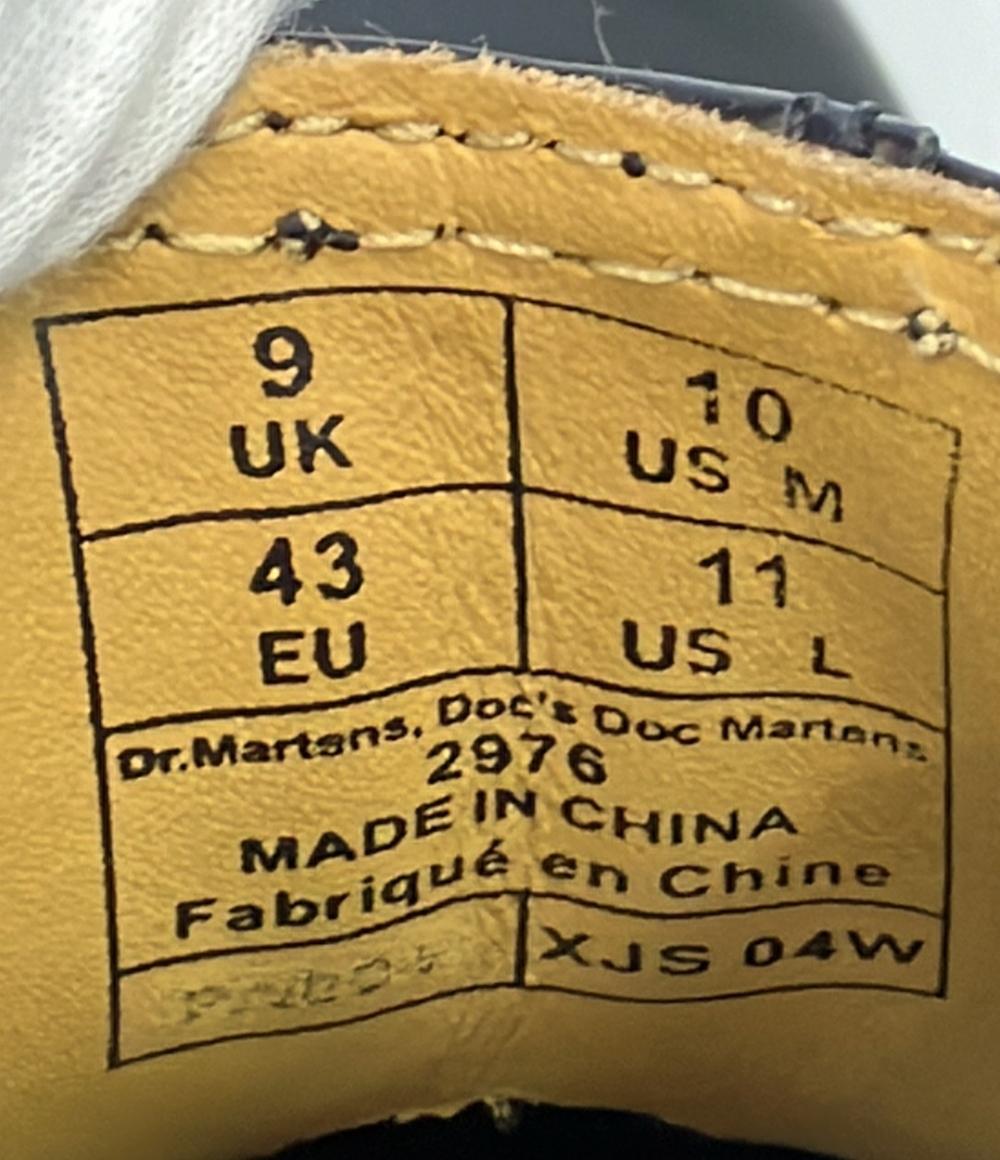 9
UK
10
US M
43
EU
11
US L
Dr.Martens, Doc's Doc Martens
2976
MADE IN CHINA
Fabriqué en Chine
XJS 04W